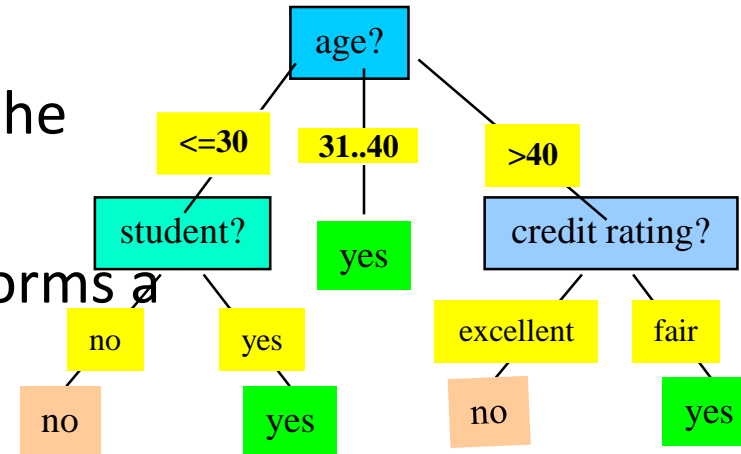 age?
he
<=30
31..40
>40
student?
credit rating?
yes
orms a
no
yes
excellent
fair
no
yes
no
yes